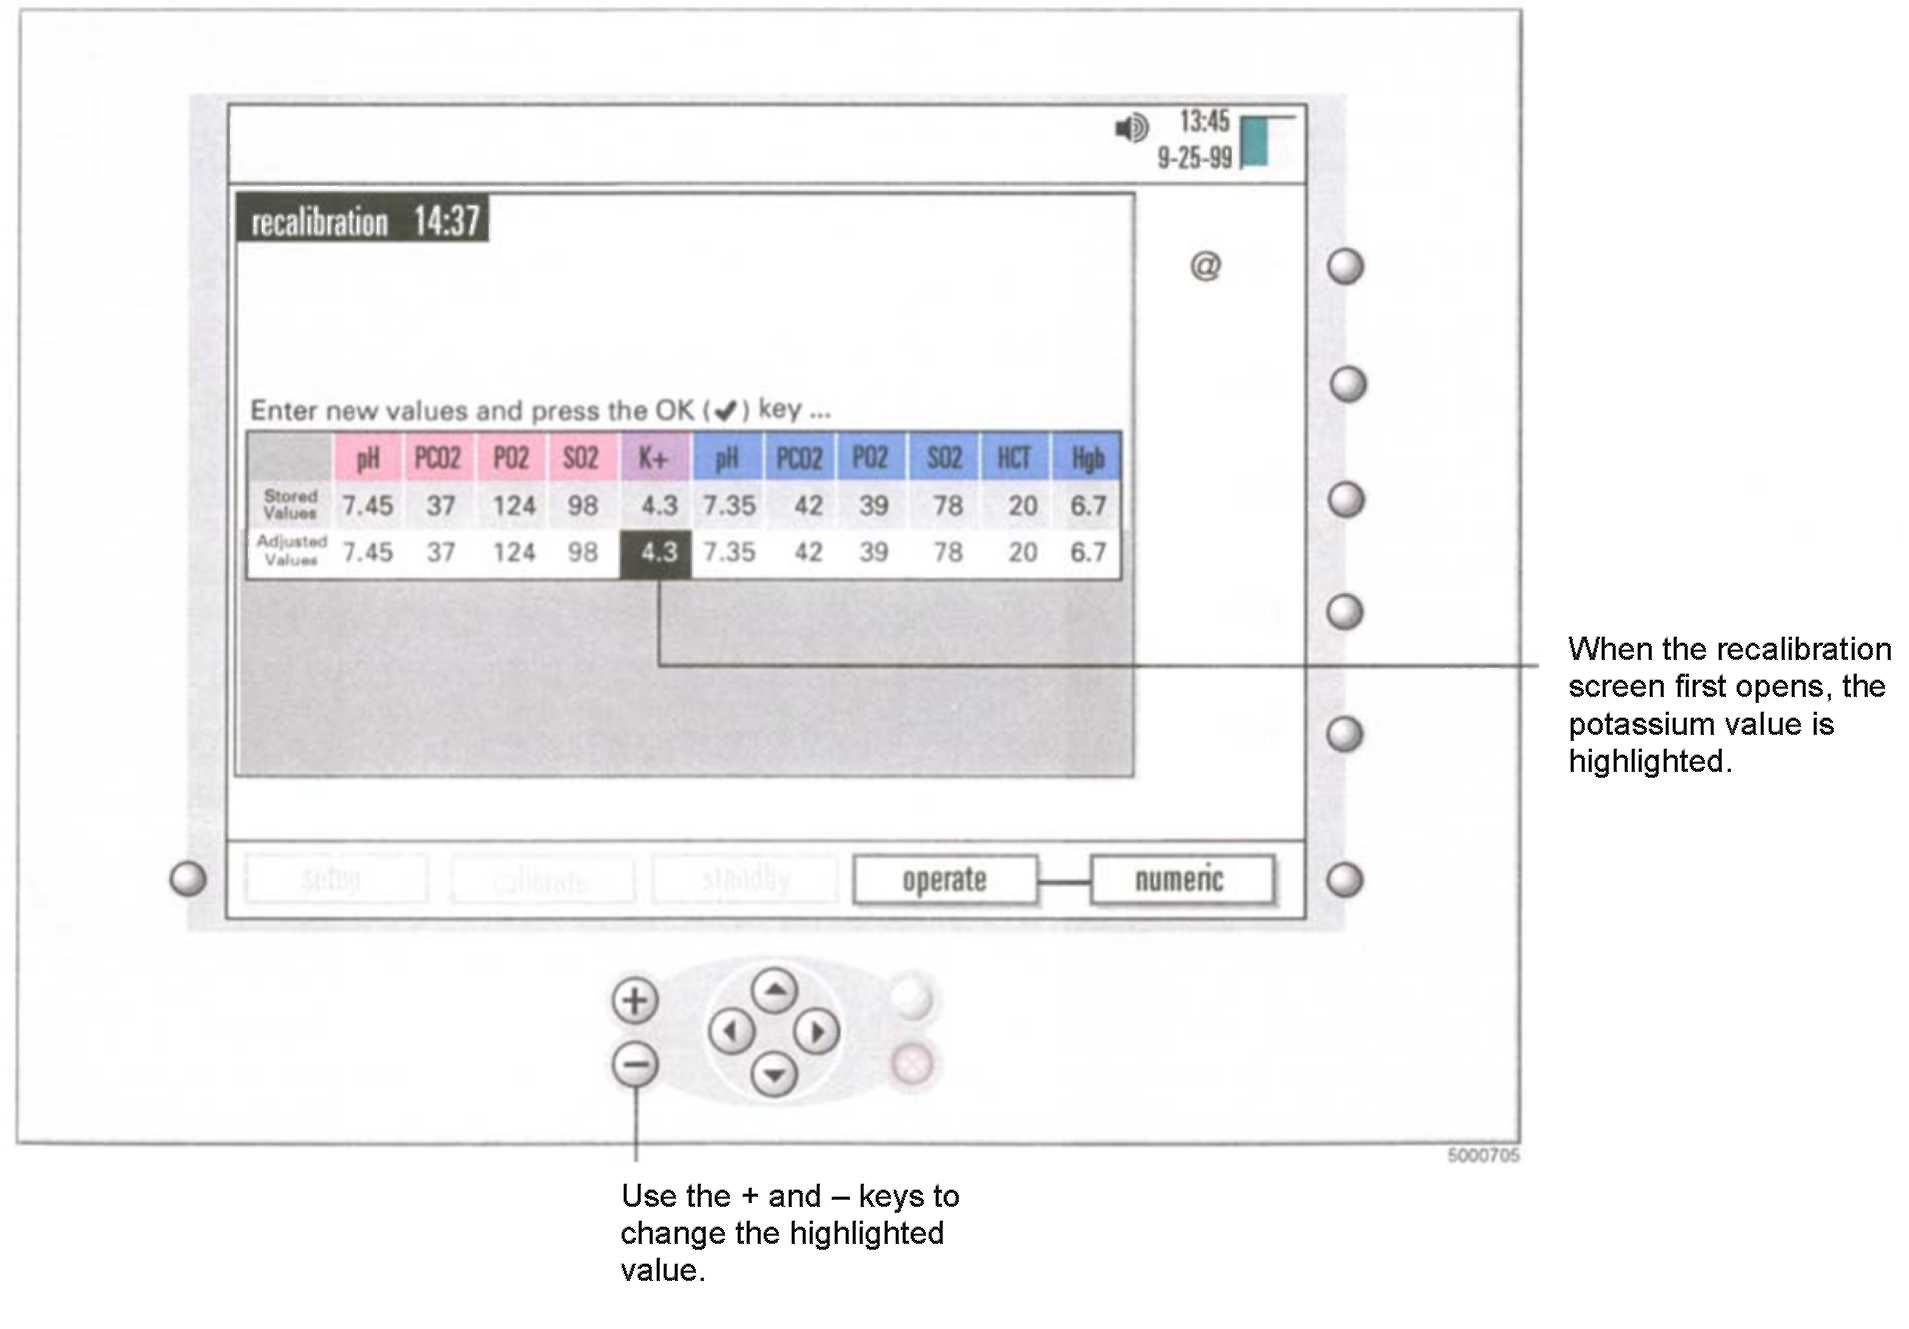 13:45
9-25-99
recalibration 14:37
@
Enter new values and press the OK (✔) key ...
pH PCO2 PO2 SO2 K+ pH PCO2 PO2 SO2 HCT Hgb
Stored Values 7.45 37 124 98 4.3 7.35 42 39 78 20 6.7
Adjusted Values 7.45 37 124 98 4.3 7.35 42 39 78 20 6.7
When the recalibration
screen first opens, the
potassium value is
highlighted.
setup calibrate standby operate numeric
5000705
Use the + and – keys to
change the highlighted
value.